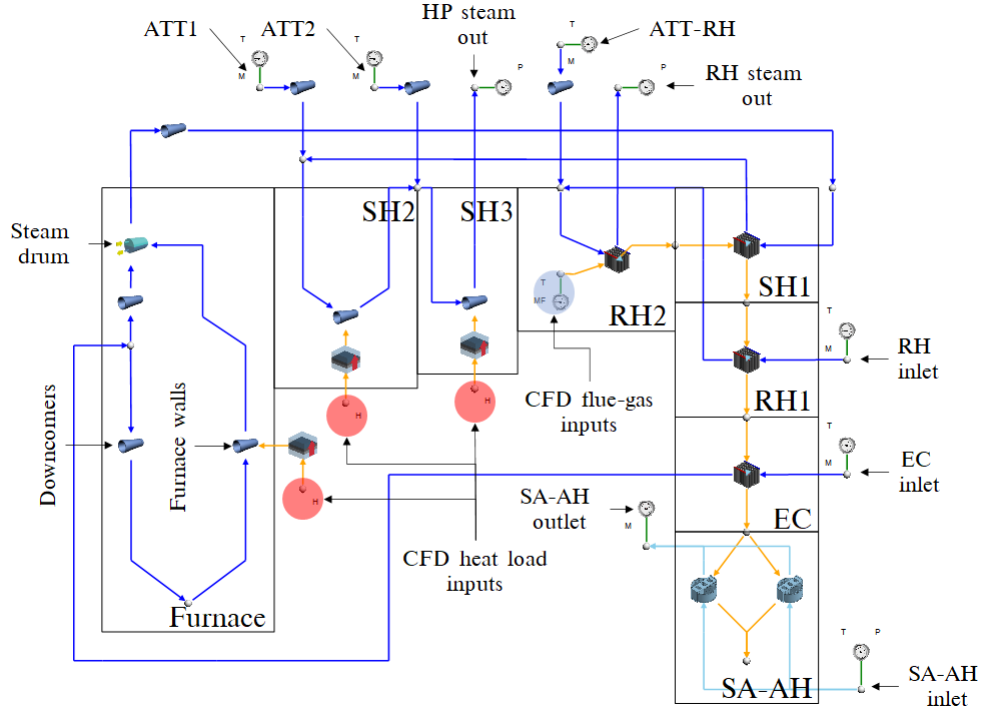 ATT1
ATT2
HP steam
out
ATT-RH
RH steam
out
T
M
T
M
P
T
M
P
Steam
drum
SH2
SH3
RH2
SH1
T
MF
T
M
RH
inlet
RH1
CFD flue-gas
inputs
Downcomers
Furnace walls
H
H
H
T
M
EC
inlet
EC
SA-AH
outlet
M
CFD heat load
inputs
Furnace
T
P
SA-AH
SA-AH
inlet